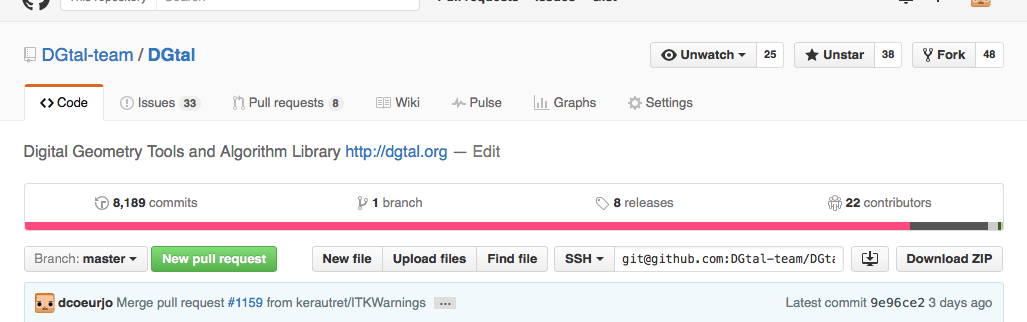 This repository Search Pull requests Issues Gist
DGtal-team / DGtal Unwatch 25 Unstar 38 Fork 48
Code Issues 33 Pull requests 8 Wiki Pulse Graphs Settings
Digital Geometry Tools and Algorithm Library http://dgtal.org — Edit
8,189 commits 1 branch 8 releases 22 contributors
Branch: master New pull request New file Upload files Find file SSH git@github.com:DGtal-team/DGta Download ZIP
dcoeurjo Merge pull request #1159 from kerautret/ITKWarnings ... Latest commit 9e96ce2 3 days ago